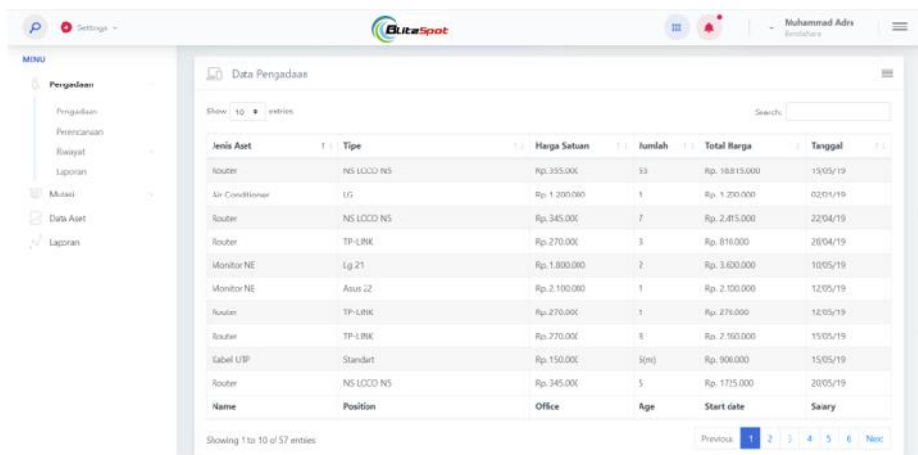 Settings
BLiteSpot
Muhammad Adre
Bendahara
MENU
Pengadaan
Pengadaan
Perencanaan
Riwayat
Laporan
Mutasi
Data Aset
Laporan
Data Pengadaan
Show 10 entries
Search:
Jenis Aset Tipe Harga Satuan Jumlah Total Harga Tanggal
Router NS LOCO N5 Rp. 355.000 53 Rp. 18.815.000 15/05/19
Air Conditioner LG Rp. 1.200.000 1 Rp. 1.200.000 02/01/19
Router NS LOCO N5 Rp. 345.000 7 Rp. 2.415.000 22/04/19
Router TP-LINK Rp. 270.000 3 Rp. 810.000 28/04/19
Monitor NE Lg 21 Rp. 1.800.000 2 Rp. 3.600.000 10/05/19
Monitor NE Asus 22 Rp. 2.100.000 1 Rp. 2.100.000 12/05/19
Router TP-LINK Rp. 270.000 1 Rp. 270.000 12/05/19
Router TP-LINK Rp. 270.000 8 Rp. 2.160.000 15/05/19
Kabel UTP Standart Rp. 150.000 Rp. 900.000 15/05/19
Router NS LOCO N5 Rp. 345.000 5 Rp. 1725.000 20/05/19
Name Position Office Age Start date Salary
Showing 1 to 10 of 57 entries
Previous 1 2 3 4 5 6 Next